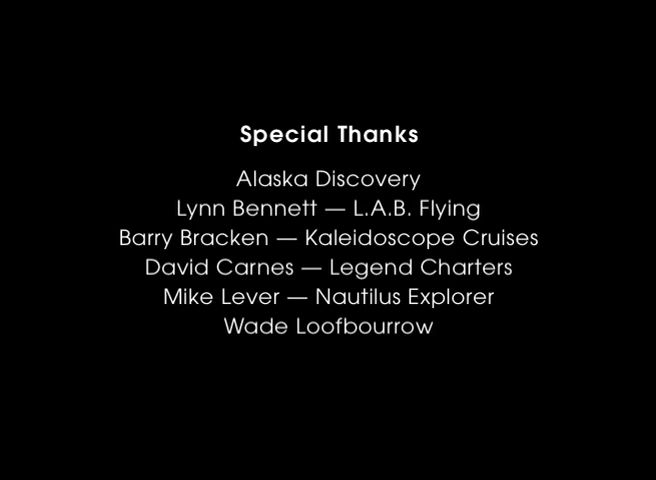 Special Thanks
Alaska Discovery
Lynn Bennett — L.A.B. Flying
Barry Bracken — Kaleidoscope Cruises
David Carnes — Legend Charters
Mike Lever — Nautilus Explorer
Wade Loofbourrow